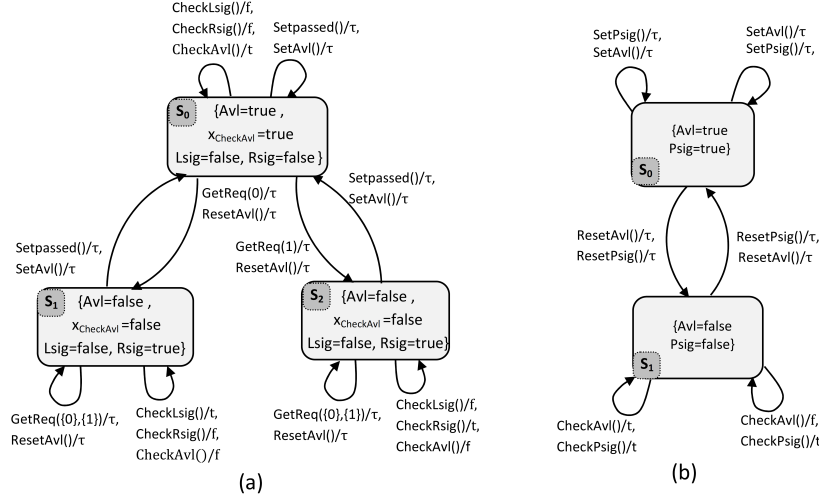 CheckLsig()/f,
CheckRsig()/f,
CheckAvl()/t
Setpassed()/τ,
SetAvl()/τ
S0
{Avl=true ,
xCheckAvl =true
Lsig=false, Rsig=false }
GetReq(0)/τ
ResetAvl()/τ
Setpassed()/τ,
SetAvl()/τ
Setpassed()/τ,
SetAvl()/τ
GetReq(1)/τ
ResetAvl()/τ
S1
{Avl=false ,
xCheckAvl =false
Lsig=false, Rsig=true}
S2
{Avl=false ,
xCheckAvl =false
Lsig=false, Rsig=true}
GetReq({0},{1})/τ,
ResetAvl()/τ
CheckLsig()/t,
CheckRsig()/f,
CheckAvl()/f
GetReq({0},{1})/τ,
ResetAvl()/τ
CheckLsig()/f,
CheckRsig()/t,
CheckAvl()/f
(a)
SetPsig()/τ,
SetAvl()/τ
SetAvl()/τ
SetPsig()/τ,
{Avl=true
Psig=true}
S0
ResetAvl()/τ,
ResetPsig()/τ
ResetPsig()/τ,
ResetAvl()/τ
{Avl=false
Psig=false}
S1
CheckAvl()/t,
CheckPsig()/t
CheckAvl()/f,
CheckPsig()/t
(b)